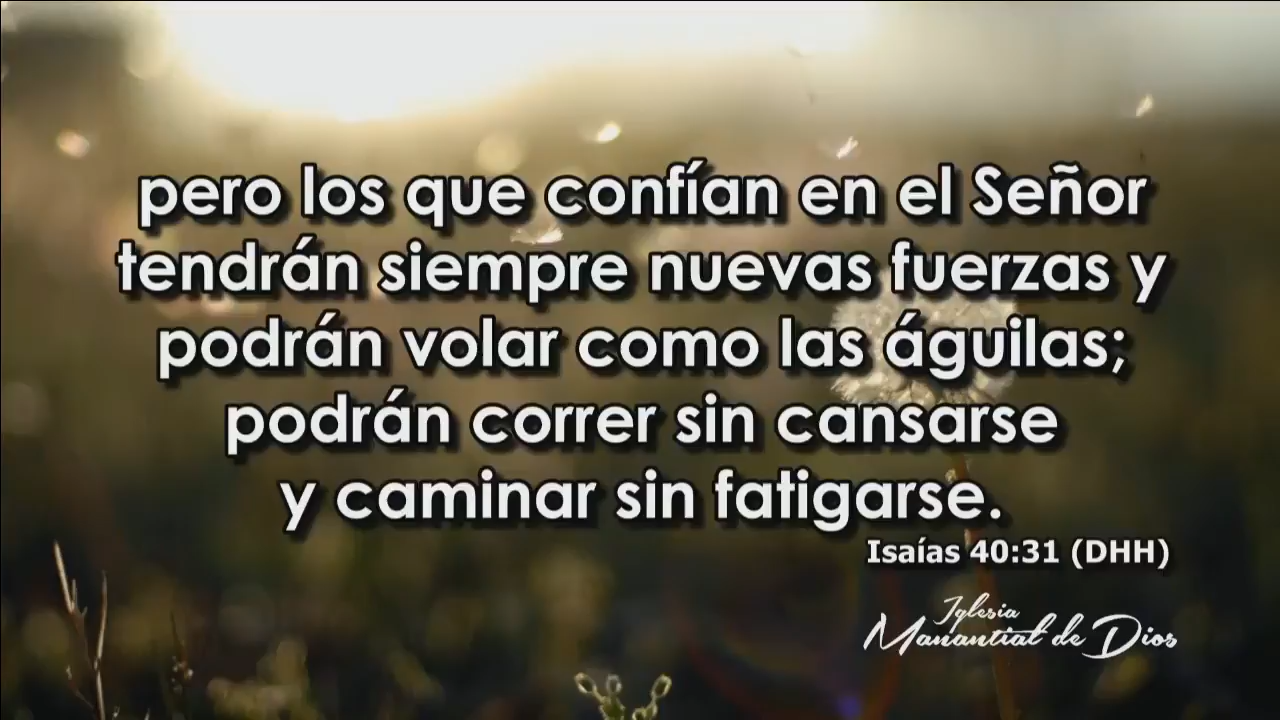 pero los que confían en el Señor
tendrán siempre nuevas fuerzas y
podrán volar como las águilas;
podrán correr sin cansarse
y caminar sin fatigarse.
Isaías 40:31 (DHH)
Iglesia
Manantial de Dios